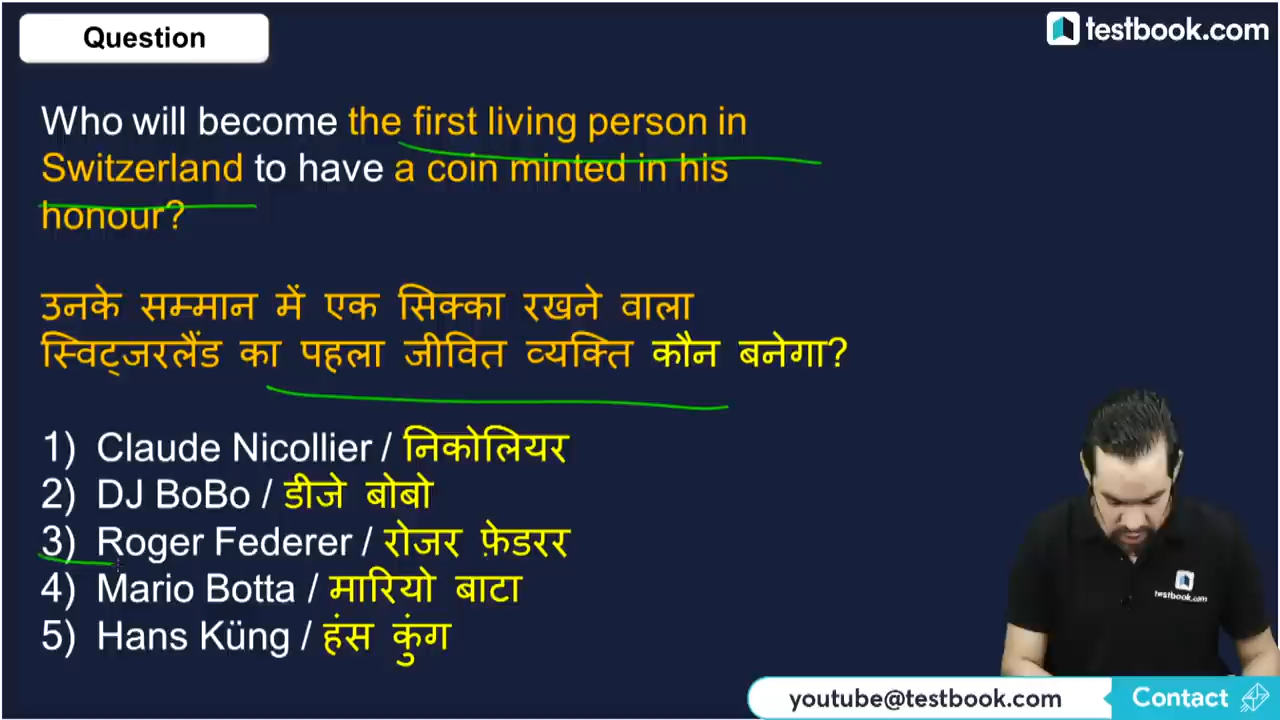 Question
testbook.com
Who will become the first living person in
Switzerland to have a coin minted in his
honour?
उनके सम्मान में एक सिक्का रखने वाला
स्विट्जरलैंड का पहला जीवित व्यक्ति कौन बनेगा?
1) Claude Nicollier / निकोलियर
2) DJ BoBo / डीजे बोबो
3) Roger Federer / रोजर फ़ेडरर
4) Mario Botta / मारियो बाटा
5) Hans Küng / हंस कुंग
testbook.com
youtube@testbook.com
Contact